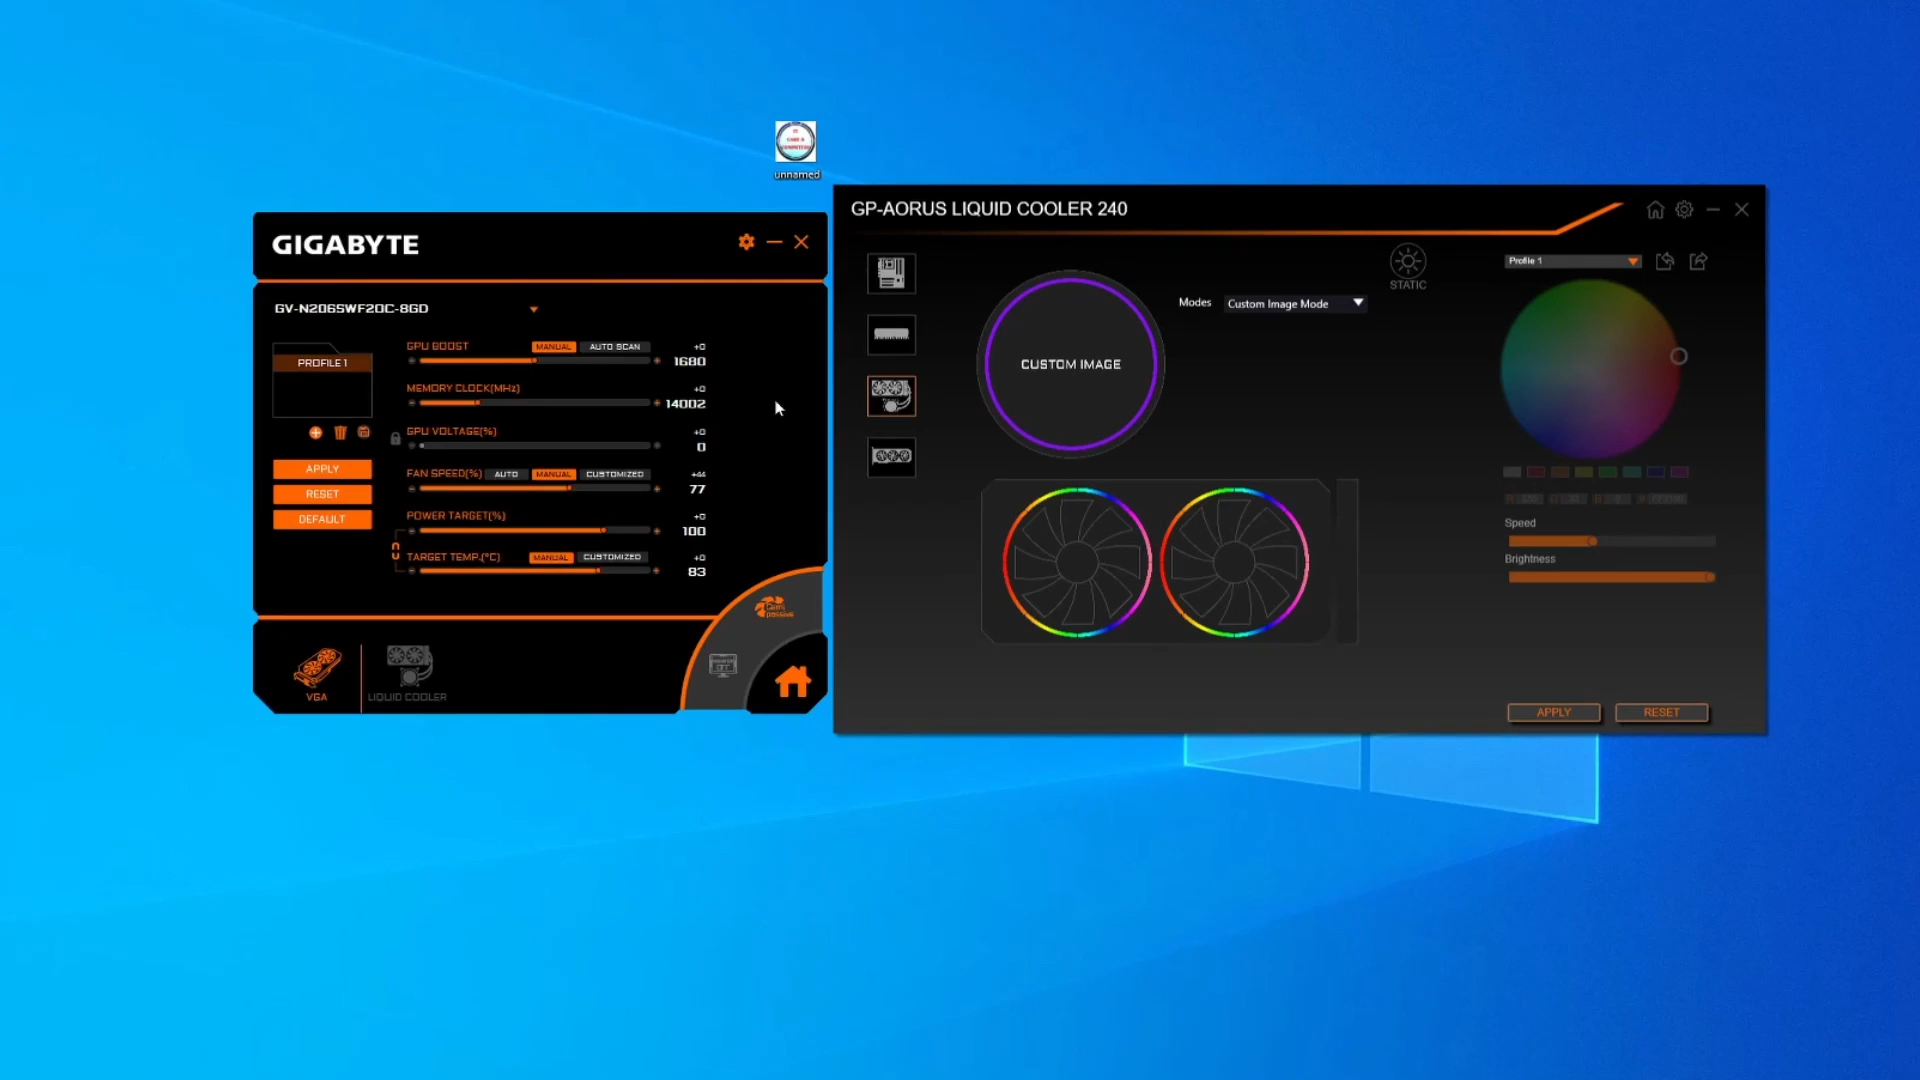 unnamed
GIGABYTE
GV-N206SWF2OC-8GD
PROFILE 1
APPLY
RESET
DEFAULT
GPU BOOST MANUAL AUTO SCAN +0
1680
MEMORY CLOCK(MHz) +0
14002
GPU VOLTAGE(%) +0
0
FAN SPEED(%) AUTO MANUAL CUSTOMIZED +44
77
POWER TARGET(%) +0
100
TARGET TEMP.(°C) MANUAL CUSTOMIZED +0
83
VGA
LIQUID COOLER
GP-AORUS LIQUID COOLER 240
CUSTOM IMAGE
Modes Custom Image Mode
STATIC
Profile 1
Speed
Brightness
APPLY
RESET